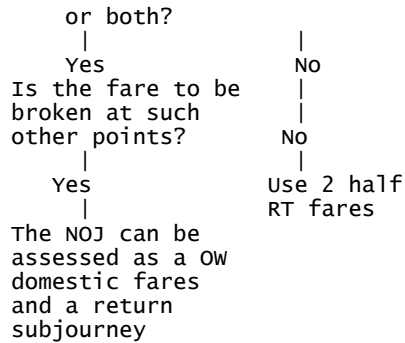 or both?
|                    |
Yes                  No
Is the fare to be    |
broken at such       |
other points?        No
|                    |
Yes                  Use 2 half
|                    RT fares
The NOJ can be
assessed as a OW
domestic fares
and a return
subjourney